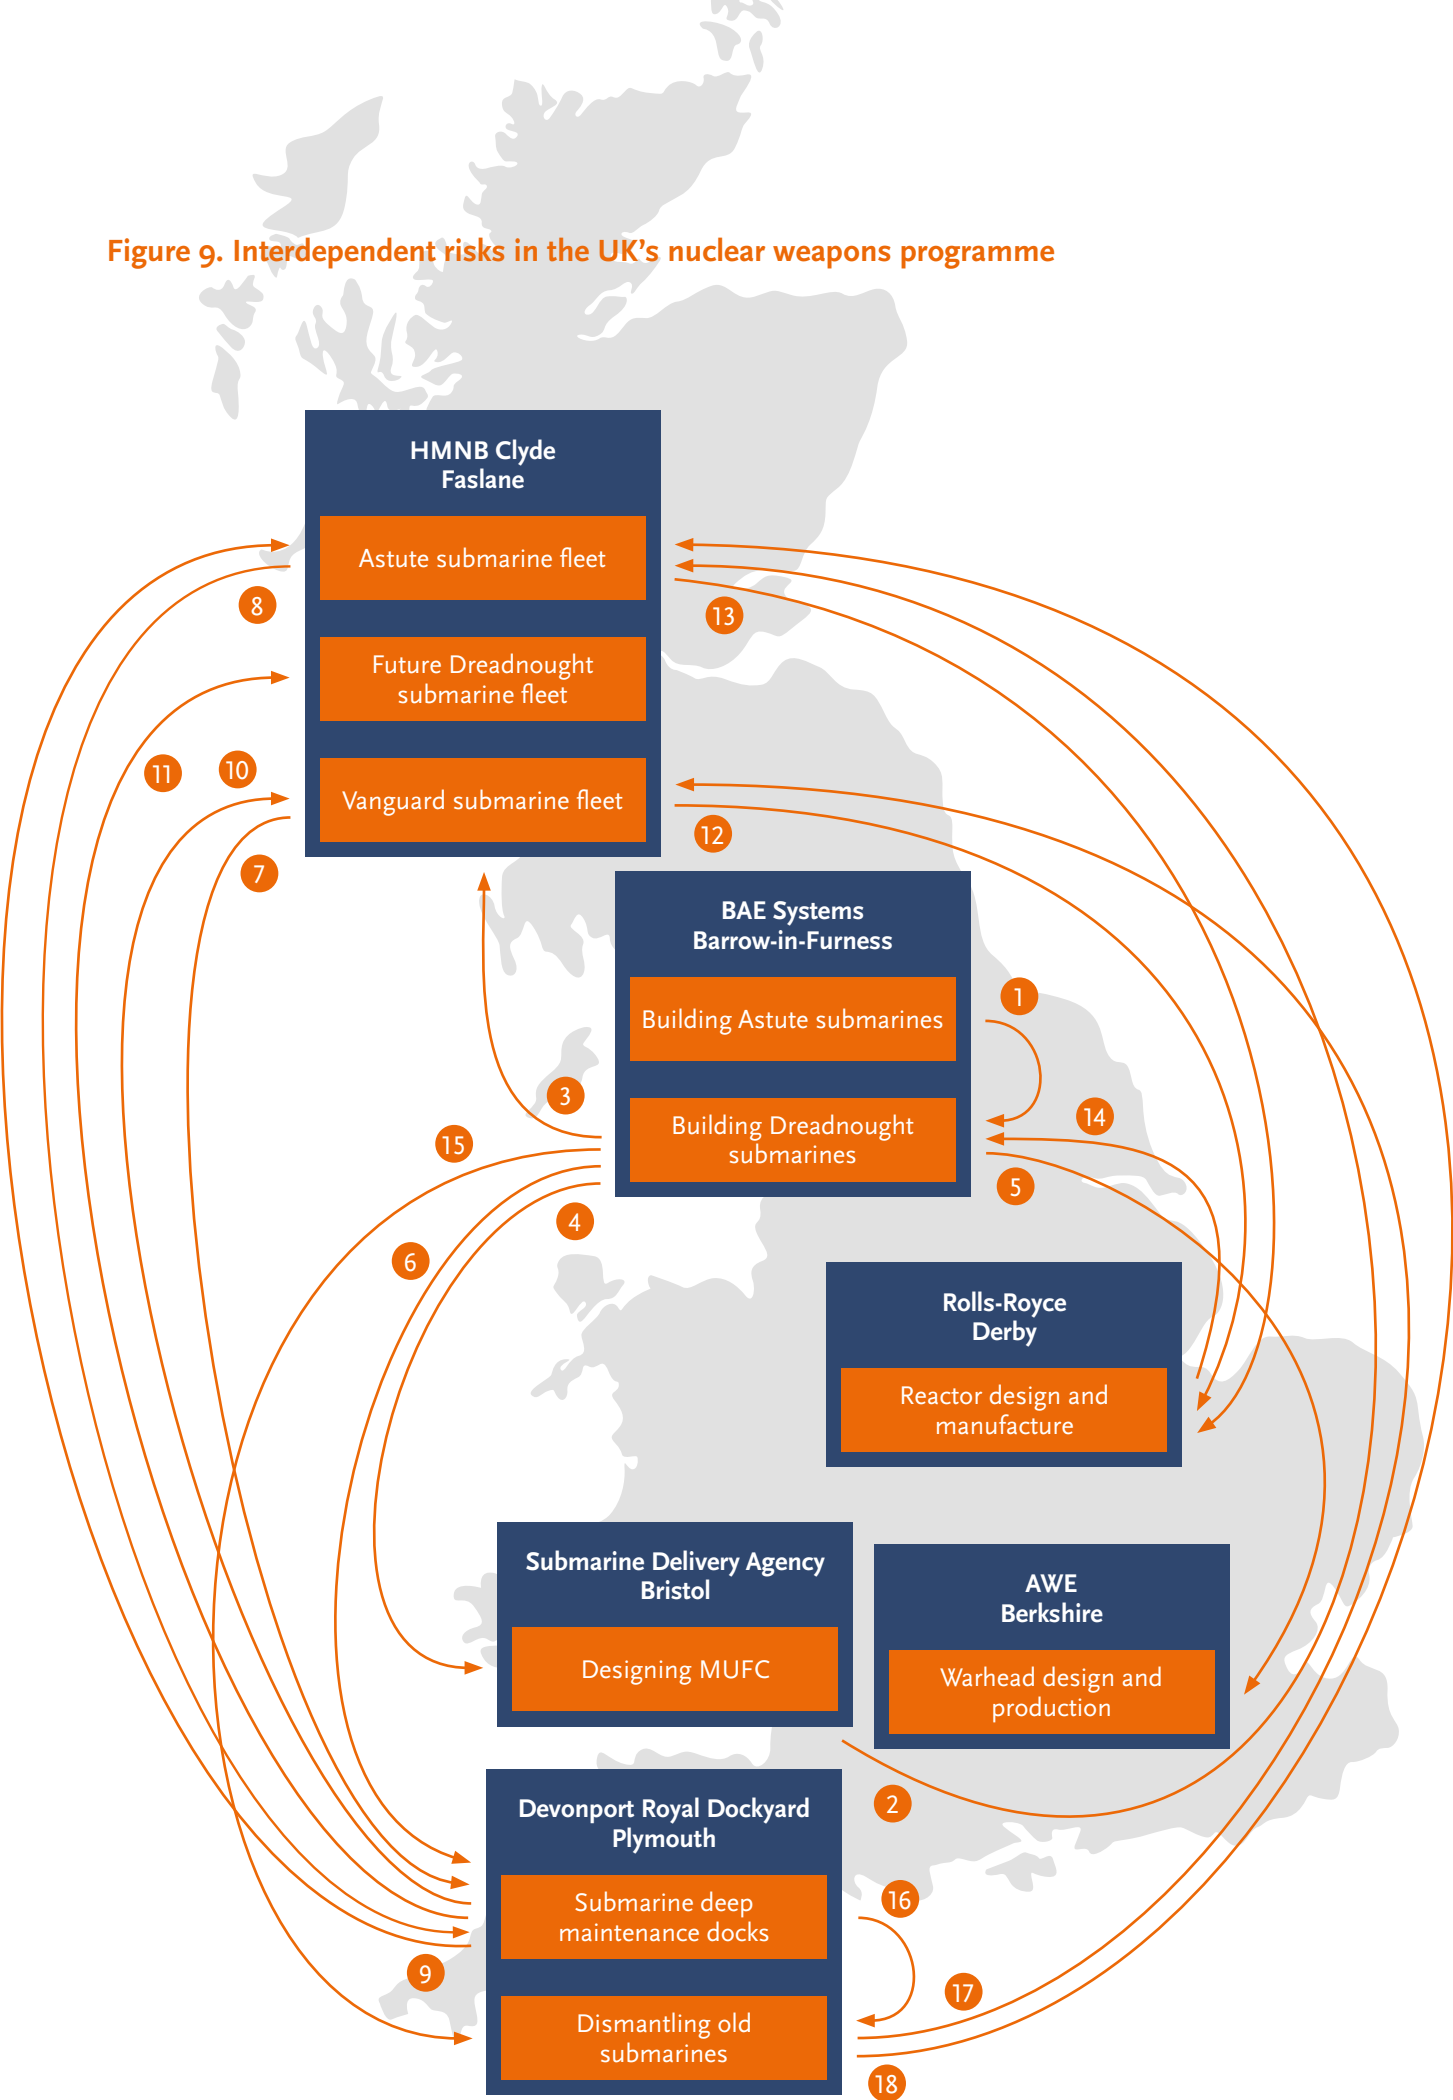 Figure 9. Interdependent risks in the UK's nuclear weapons programme
HMNB Clyde
Faslane
Astute submarine fleet
8
13
Future Dreadnought
submarine fleet
11
10
Vanguard submarine fleet
12
7
BAE Systems
Barrow-in-Furness
1
Building Astute submarines
3
14
Building Dreadnought
submarines
15
5
4
6
Rolls-Royce
Derby
Reactor design and
manufacture
Submarine Delivery Agency
Bristol
Designing MUFC
AWE
Berkshire
Warhead design and
production
2
Devonport Royal Dockyard
Plymouth
16
Submarine deep
maintenance docks
9
17
Dismantling old
submarines
18